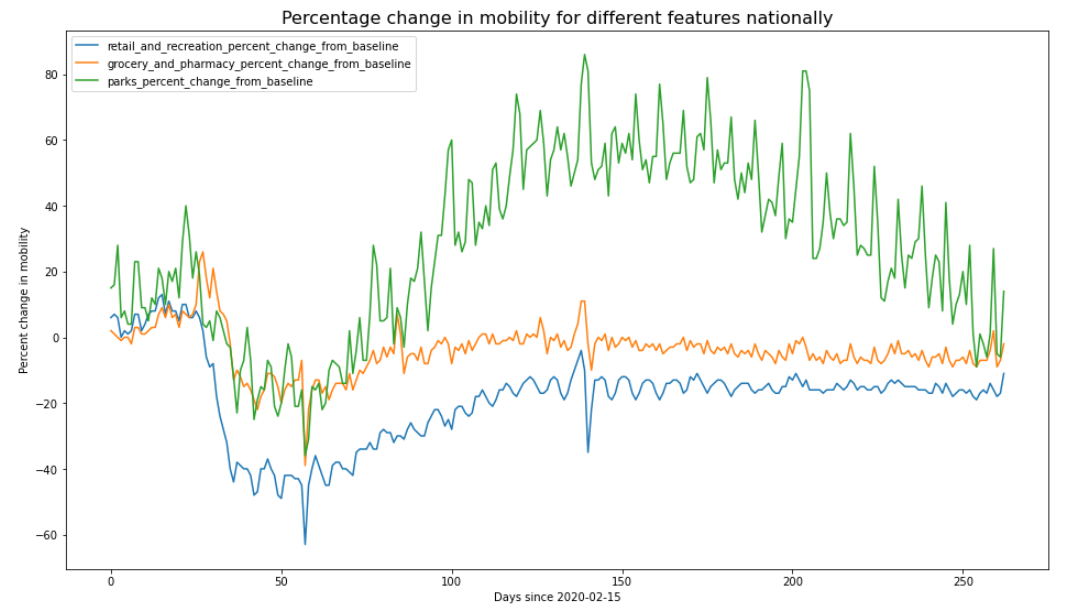 Percentage change in mobility for different features nationally
retail_and_recreation_percent_change_from_baseline
grocery_and_pharmacy_percent_change_from_baseline
parks_percent_change_from_baseline
Percent change in mobility
80
60
40
20
0
−20
−40
−60
0 50 100 150 200 250
Days since 2020-02-15